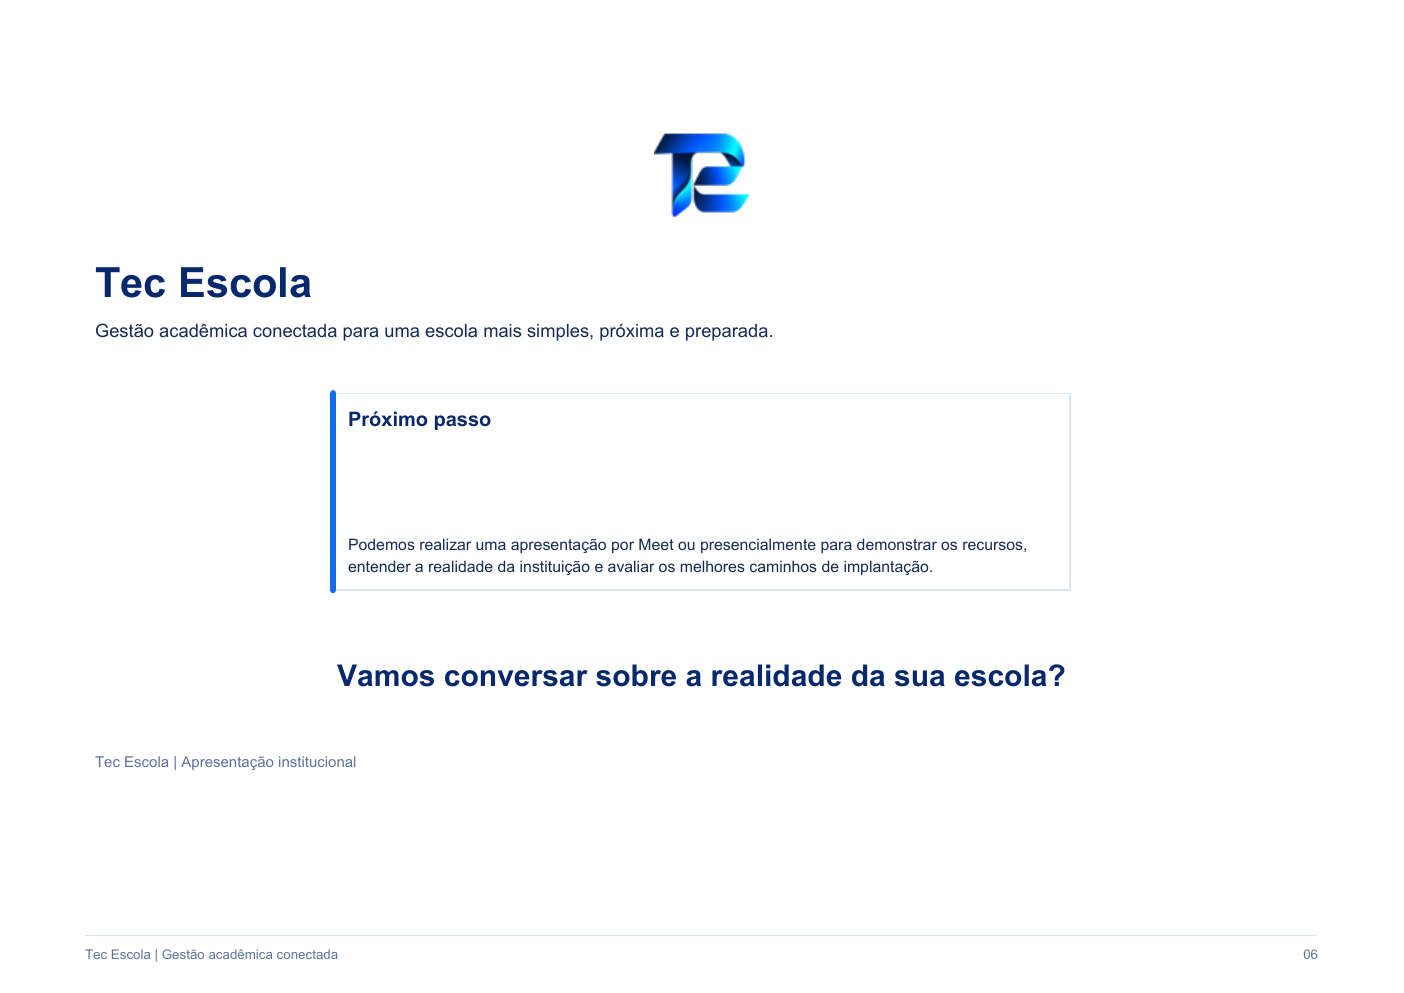 Tec Escola
Gestão acadêmica conectada para uma escola mais simples, próxima e preparada.
Próximo passo
Podemos realizar uma apresentação por Meet ou presencialmente para demonstrar os recursos,
entender a realidade da instituição e avaliar os melhores caminhos de implantação.
Vamos conversar sobre a realidade da sua escola?
Tec Escola | Apresentação institucional
Tec Escola | Gestão acadêmica conectada
06